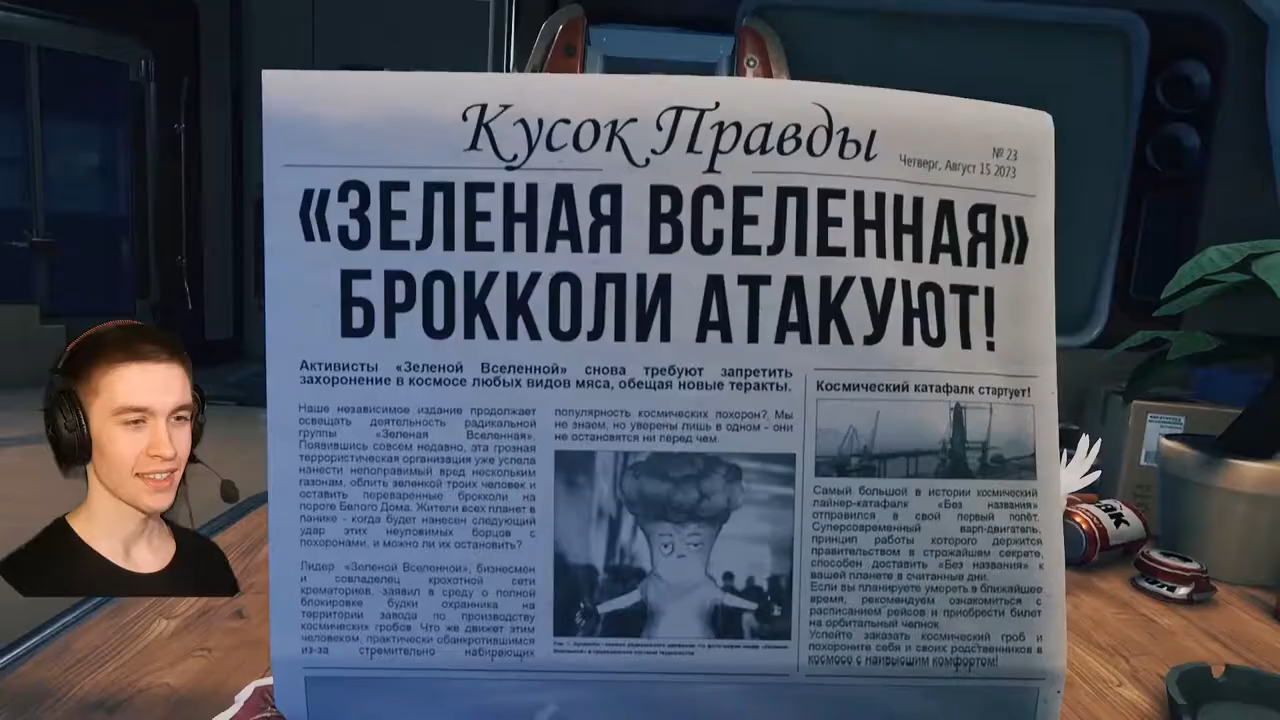 Кусок Правды
№ 23
Четверг, Август 15 2073
«ЗЕЛЕНАЯ ВСЕЛЕННАЯ»
БРОККОЛИ АТАКУЮТ!
Активисты «Зеленой Вселенной» снова требуют запретить
захоронение в космосе любых видов мяса, обещая новые теракты.
Наше независимое издание продолжает
освещать деятельность радикальной
группы «Зеленая Вселенная».
Появившись совсем недавно, эта грозная
террористическая организация уже успела
нанести непоправимый вред нескольким
газонам, облить зеленкой троих человек и
оставить переваренные брокколи на
пороге Белого Дома. Жители всех планет в
панике - когда будет нанесен следующий
удар этих неуловимых борцов с
похоронами, и можно ли их остановить?
Лидер «Зеленой Вселенной», бизнесмен
и совладелец крохотной сети
крематориев, заявил в среду о полной
блокировке будки охранника на
территории завода по производству
космических гробов. Что же движет этим
человеком, практически обанкротившимся
из-за стремительно набирающих
популярность космических похорон? Мы
не знаем, но уверены лишь в одном - они
не остановятся ни перед чем.
Космический катафалк стартует!
Самый большой в истории космический
лайнер-катафалк «Без названия»
отправился в свой первый полёт.
Суперсовременный варп-двигатель,
принцип работы которого держится
правительством в строжайшем секрете,
способен доставить «Без названия» к
вашей планете в считанные дни.
Если вы планируете умереть в ближайшее
время, рекомендуем ознакомиться с
расписанием рейсов и приобрести билет
на орбитальный челнок.
Успейте заказать космический гроб и
похороните себя и своих родственников в
космосе с наивысшим комфортом!